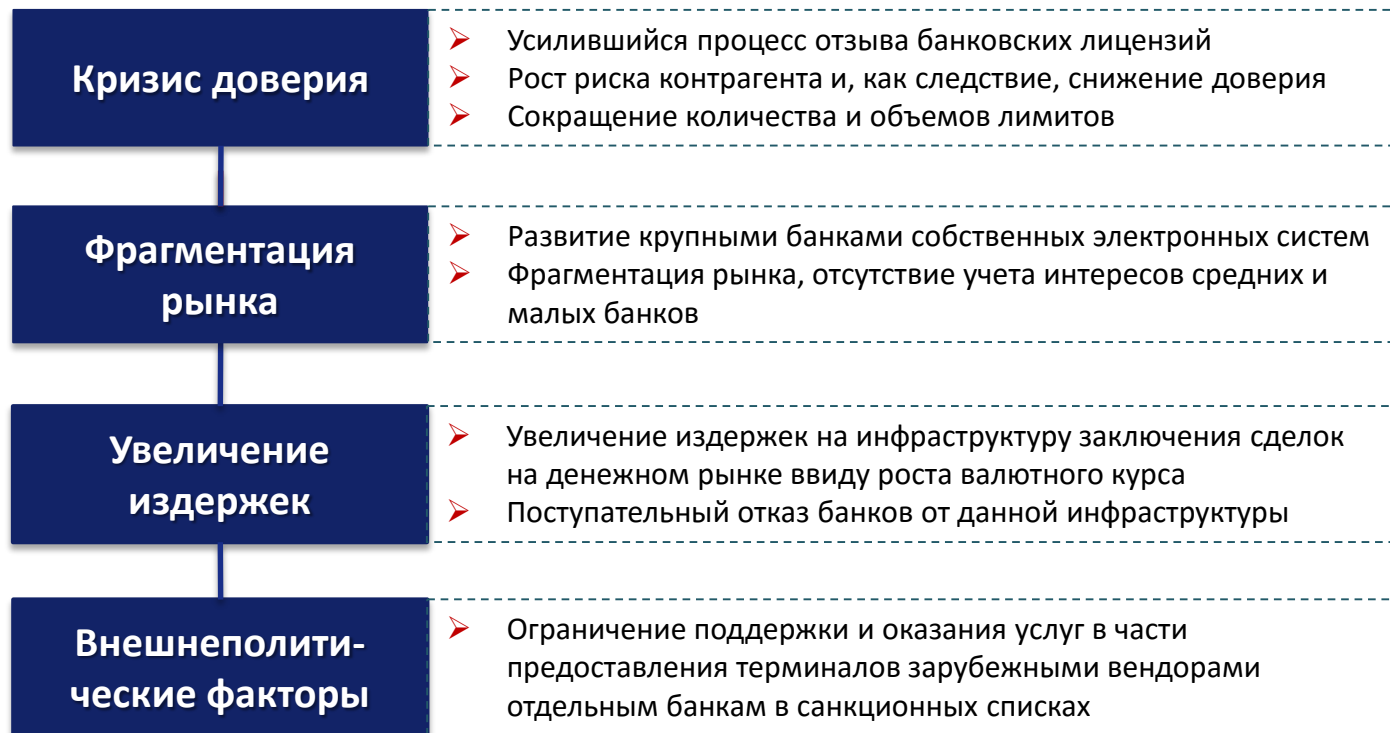 Кризис доверия
Усилившийся процесс отзыва банковских лицензий
Рост риска контрагента и, как следствие, снижение доверия
Сокращение количества и объемов лимитов
Фрагментация
рынка
Развитие крупными банками собственных электронных систем
Фрагментация рынка, отсутствие учета интересов средних и
малых банков
Увеличение
издержек
Увеличение издержек на инфраструктуру заключения сделок
на денежном рынке ввиду роста валютного курса
Поступательный отказ банков от данной инфраструктуры
Внешнеполити-
ческие факторы
Ограничение поддержки и оказания услуг в части
предоставления терминалов зарубежными вендорами
отдельным банкам в санкционных списках